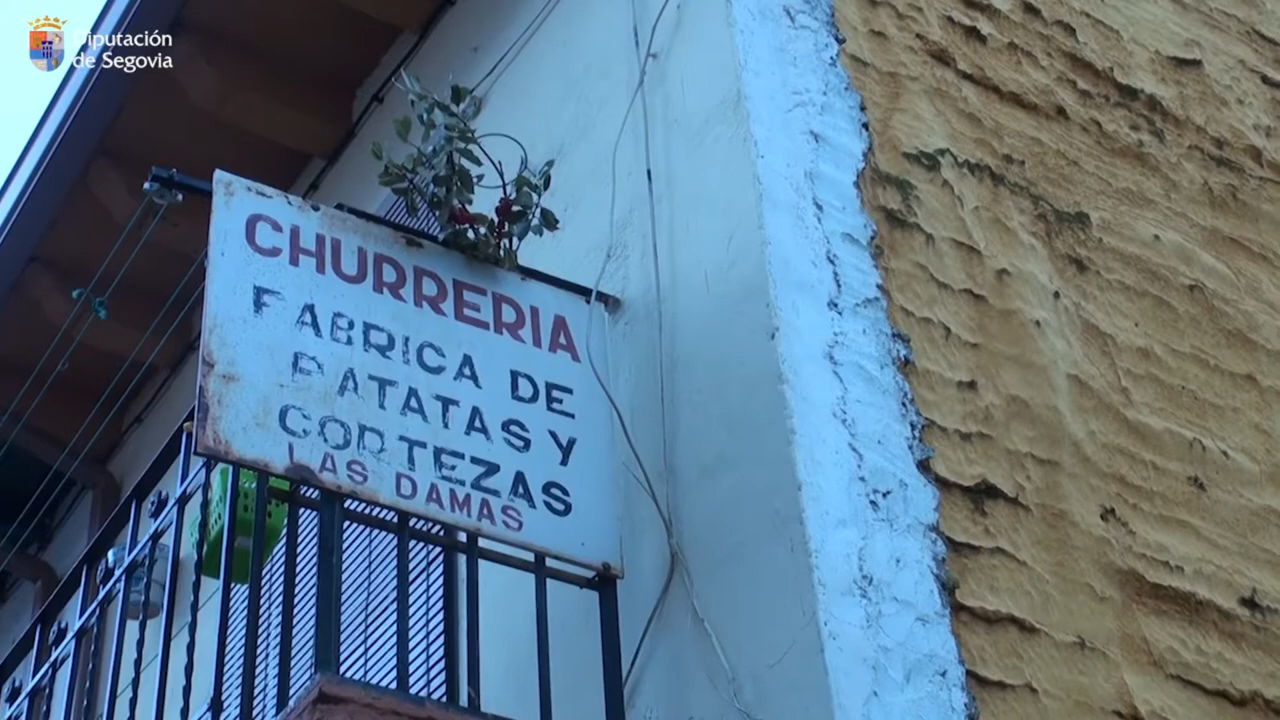 Diputación
de Segovia
CHURRERIA
FABRICA DE
PATATAS Y
CORTEZAS
LAS DAMAS